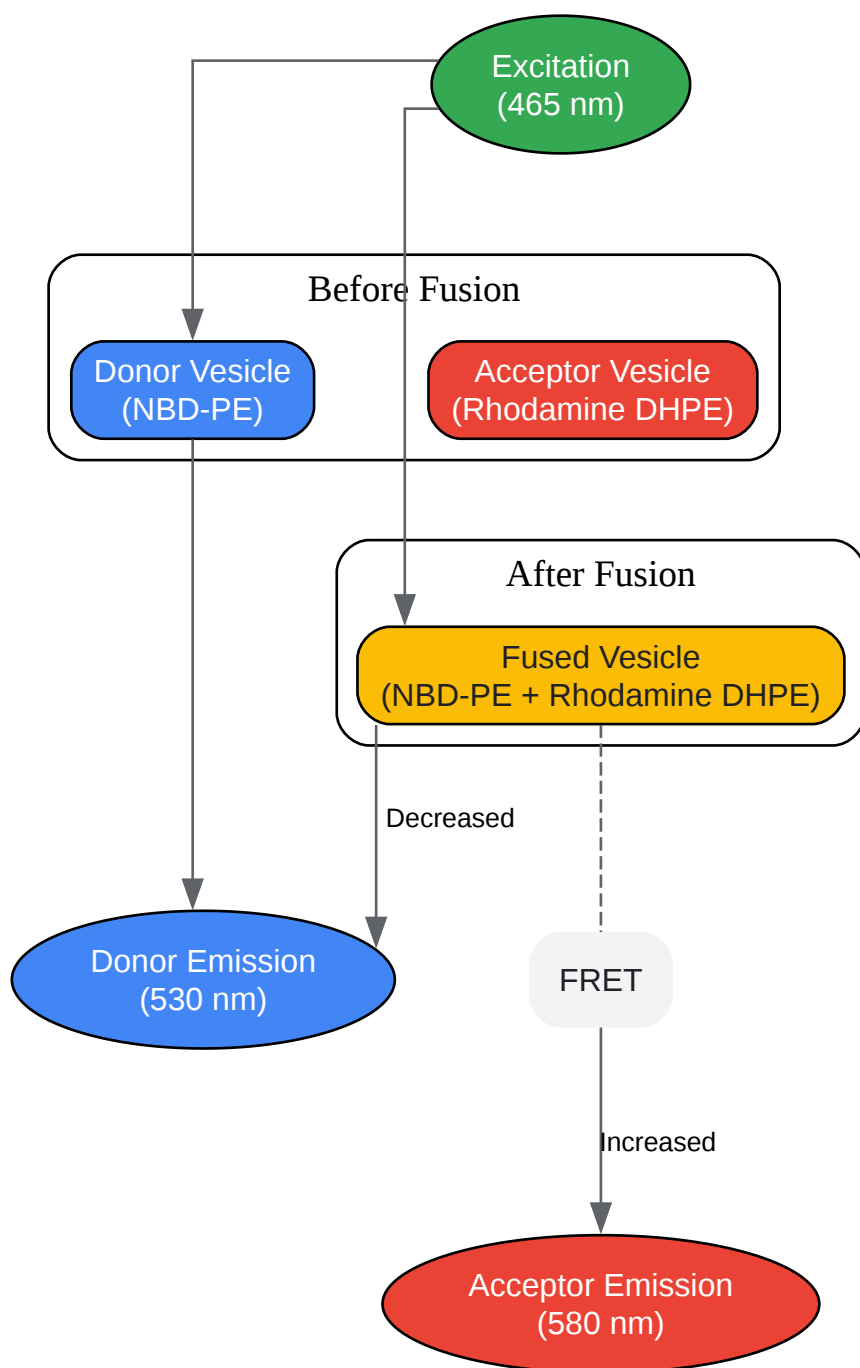 Excitation
(465 nm)
Before Fusion
Donor Vesicle
(NBD-PE)
Acceptor Vesicle
(Rhodamine DHPE)
After Fusion
Fused Vesicle
(NBD-PE + Rhodamine DHPE)
Decreased
Donor Emission
(530 nm)
FRET
Increased
Acceptor Emission
(580 nm)